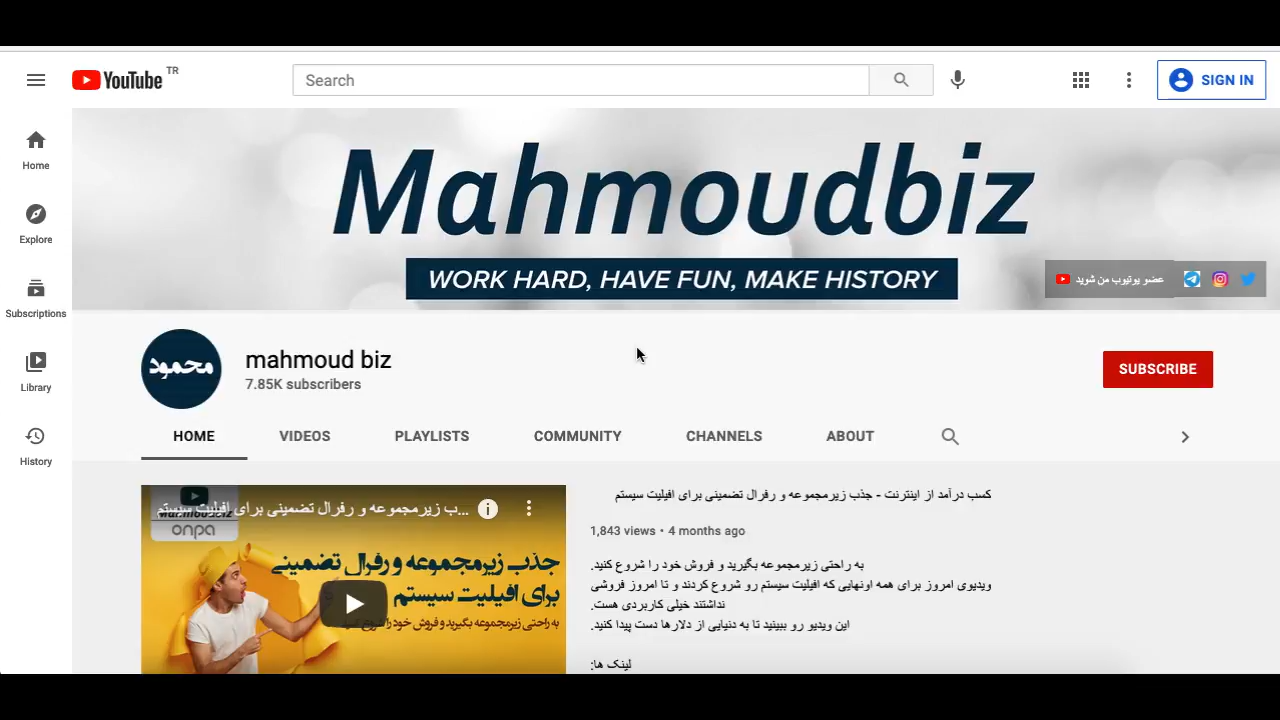 YouTube TR
Search
SIGN IN
Home
Explore
Subscriptions
Library
History
Mahmoudbiz
WORK HARD, HAVE FUN, MAKE HISTORY
عضو یوتیوب من شوید
محمود
mahmoud biz
7.85K subscribers
SUBSCRIBE
HOME
VIDEOS
PLAYLISTS
COMMUNITY
CHANNELS
ABOUT
ب زیرمجموعه و رفرال تضمینی برای افیلیت سیستم...
onpa
جذب زیرمجموعه و رفرال تضمینی
برای افیلیت سیستم
به راحتی زیرمجموعه بگیرید و فروش خود را شروع کنید
کسب درآمد از اینترنت - جذب زیرمجموعه و رفرال تضمینی برای افیلیت سیستم
1,843 views • 4 months ago
به راحتی زیرمجموعه بگیرید و فروش خود را شروع کنید.
ویدیوی امروز برای همه اونهایی که افیلیت سیستم رو شروع کردند و تا امروز فروشی
نداشتند خیلی کاربردی هست.
این ویدیو رو ببینید تا به دنیایی از دلارها دست پیدا کنید.
لینک ها: